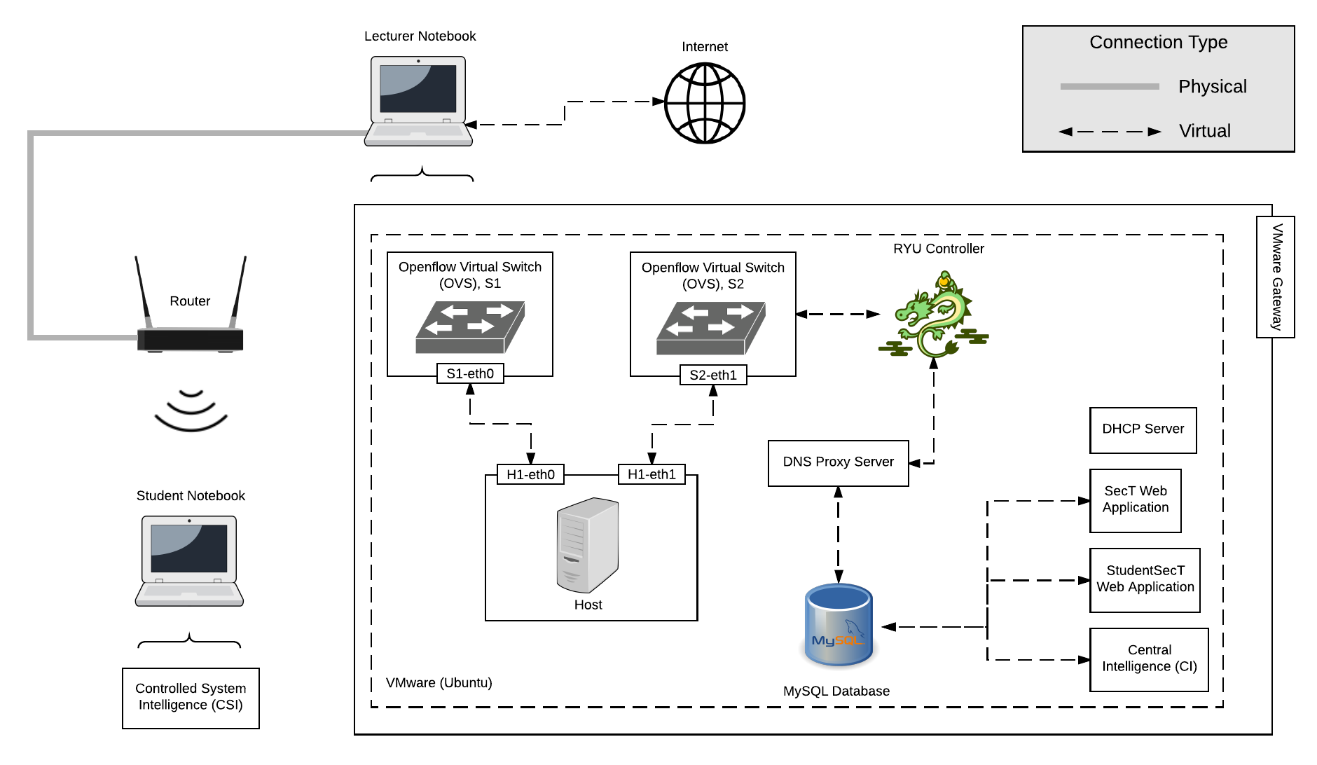 Lecturer Notebook
Internet
Connection Type
Physical
Virtual
VMware Gateway
RYU Controller
Openflow Virtual Switch
(OVS), S1
Openflow Virtual Switch
(OVS), S2
Router
S1-eth0
S2-eth1
DHCP Server
DNS Proxy Server
H1-eth0
H1-eth1
SecT Web
Application
Student Notebook
StudentSecT
Web Application
Host
MySQL
Central
Intelligence (CI)
VMware (Ubuntu)
MySQL Database
Controlled System
Intelligence (CSI)